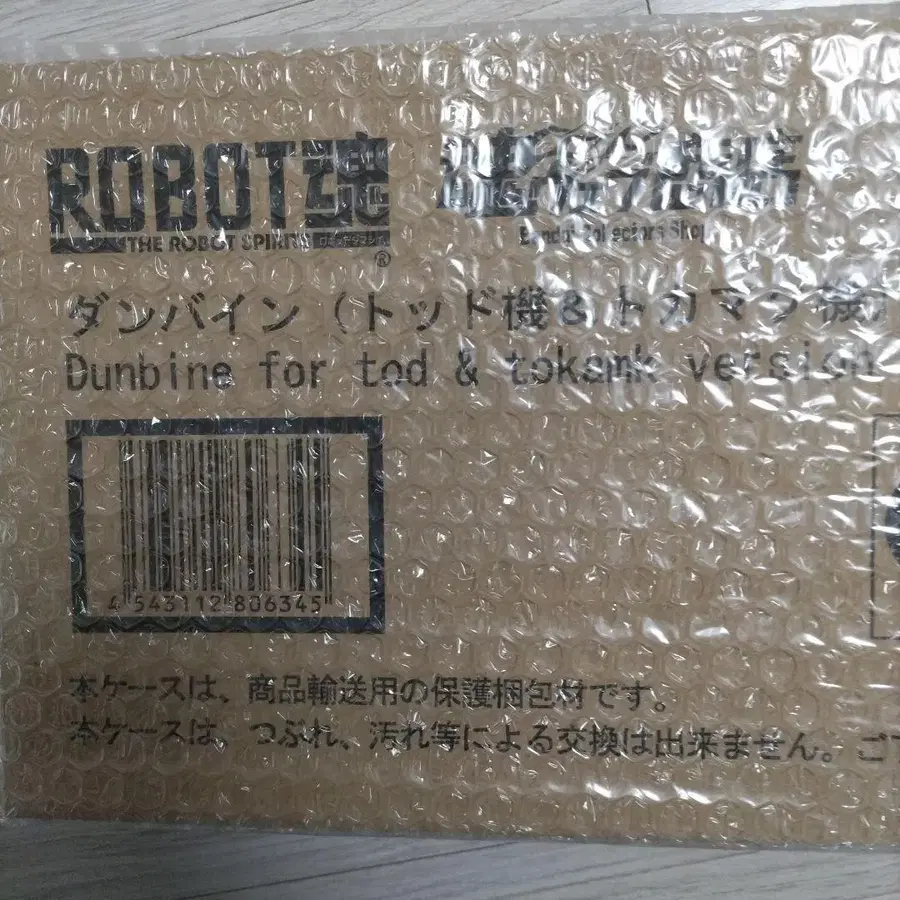 ROBOT魂
THE ROBOT SPIRITS
®
Bandai Collectors Shop
ダンバイン（トッド機&トカマク機）
Dunbine for tod & tokamk version
4 543112 806345
本ケースは、商品輸送用の保護梱包材です。
本ケースは、つぶれ、汚れ等による交換は出来ません。ご